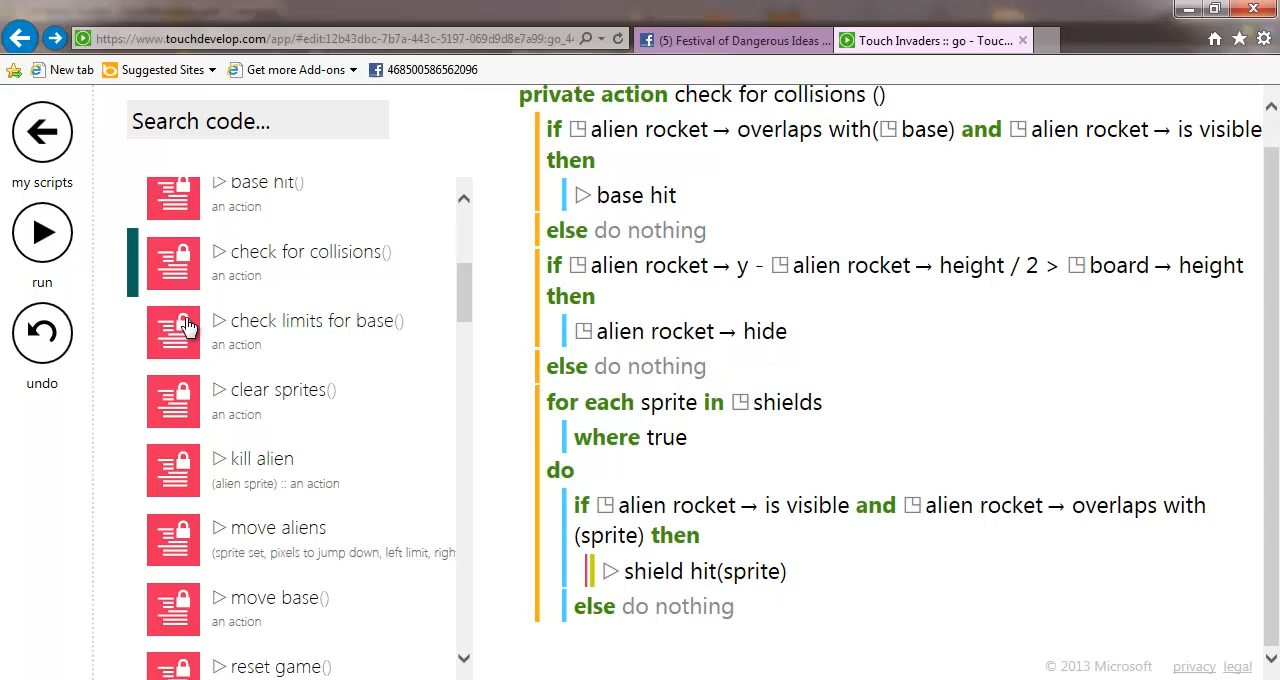 https://www.touchdevelop.com/app/#edit:12b43dbc-7b7a-443c-5197-069d9d8e7a99:go_4
(5) Festival of Dangerous Ideas ...
Touch Invaders :: go - Touc...
New tab
Suggested Sites
Get more Add-ons
468500586562096
my scripts
run
undo
Search code...
base hit()
an action
check for collisions()
an action
check limits for base()
an action
clear sprites()
an action
kill alien
(alien sprite) :: an action
move aliens
(sprite set, pixels to jump down, left limit, righ
move base()
an action
reset game()
private action check for collisions ()
if alien rocket → overlaps with(base) and alien rocket → is visible
then
base hit
else do nothing
if alien rocket → y - alien rocket → height / 2 > board → height
then
alien rocket → hide
else do nothing
for each sprite in shields
where true
do
if alien rocket → is visible and alien rocket → overlaps with
(sprite) then
shield hit(sprite)
else do nothing
© 2013 Microsoft privacy legal